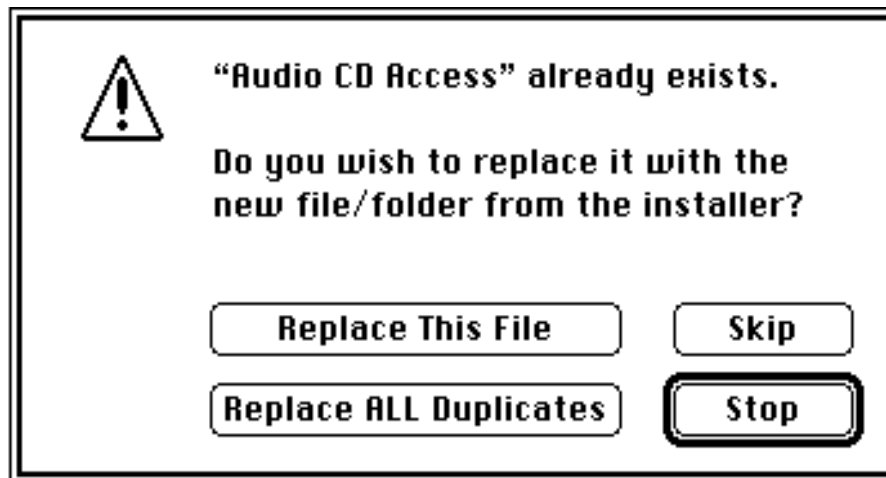 “Audio CD Access” already exists.
Do you wish to replace it with the
new file/folder from the installer?
Replace This File
Skip
Replace ALL Duplicates
Stop